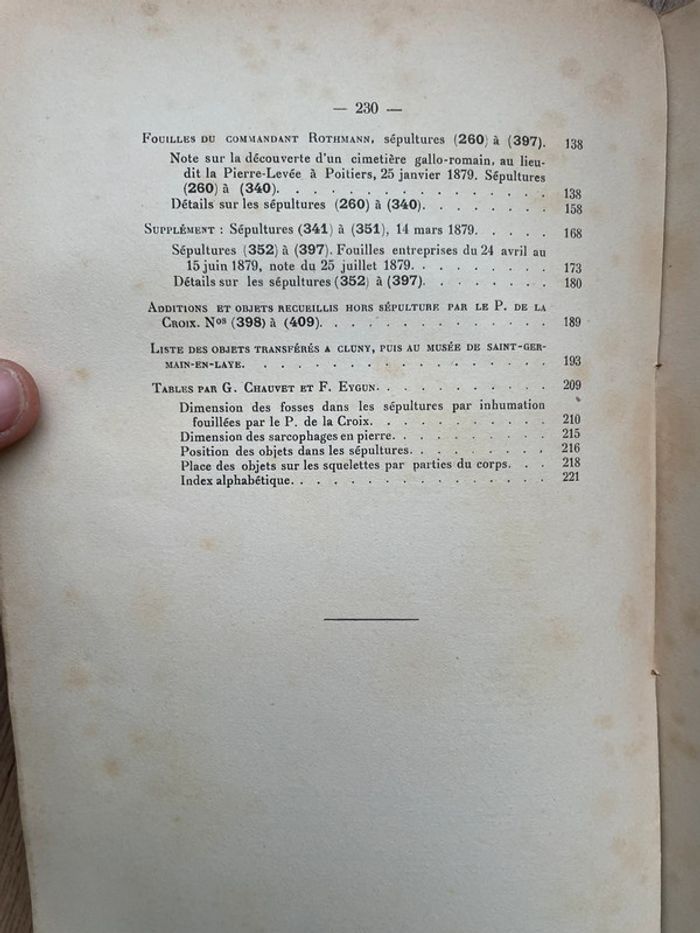 — 230 —
FOUILLES DU COMMANDANT ROTHMANN, sépultures (260) à (397). 138
Note sur la découverte d'un cimetière gallo-romain, au lieu-
dit la Pierre-Levée à Poitiers, 25 janvier 1879. Sépultures
(260) à (340). . . . . . . . . . . . . . . . 138
Détails sur les sépultures (260) à (340). . . . . . . . . 158
SUPPLÉMENT : Sépultures (341) à (351), 14 mars 1879. . . . . . 168
Sépultures (352) à (397). Fouilles entreprises du 24 avril au
15 juin 1879, note du 25 juillet 1879. . . . . . . . . 173
Détails sur les sépultures (352) à (397). . . . . . . . . 180
ADDITIONS ET OBJETS RECUEILLIS HORS SÉPULTURE PAR LE P. DE LA
CROIX. Nos (398) à (409). . . . . . . . . . . . . . 189
LISTE DES OBJETS TRANSFÉRÉS A CLUNY, PUIS AU MUSÉE DE SAINT-GER-
MAIN-EN-LAYE. . . . . . . . . . . . . . . . . . 193
TABLES PAR G. CHAUVET ET F. EYGUN. . . . . . . . . . . 209
Dimension des fosses dans les sépultures par inhumation
fouillées par le P. de la Croix. . . . . . . . . . . 210
Dimension des sarcophages en pierre. . . . . . . . . . 215
Position des objets dans les sépultures. . . . . . . . . 216
Place des objets sur les squelettes par parties du corps. . . 218
Index alphabétique. . . . . . . . . . . . . . . . 221